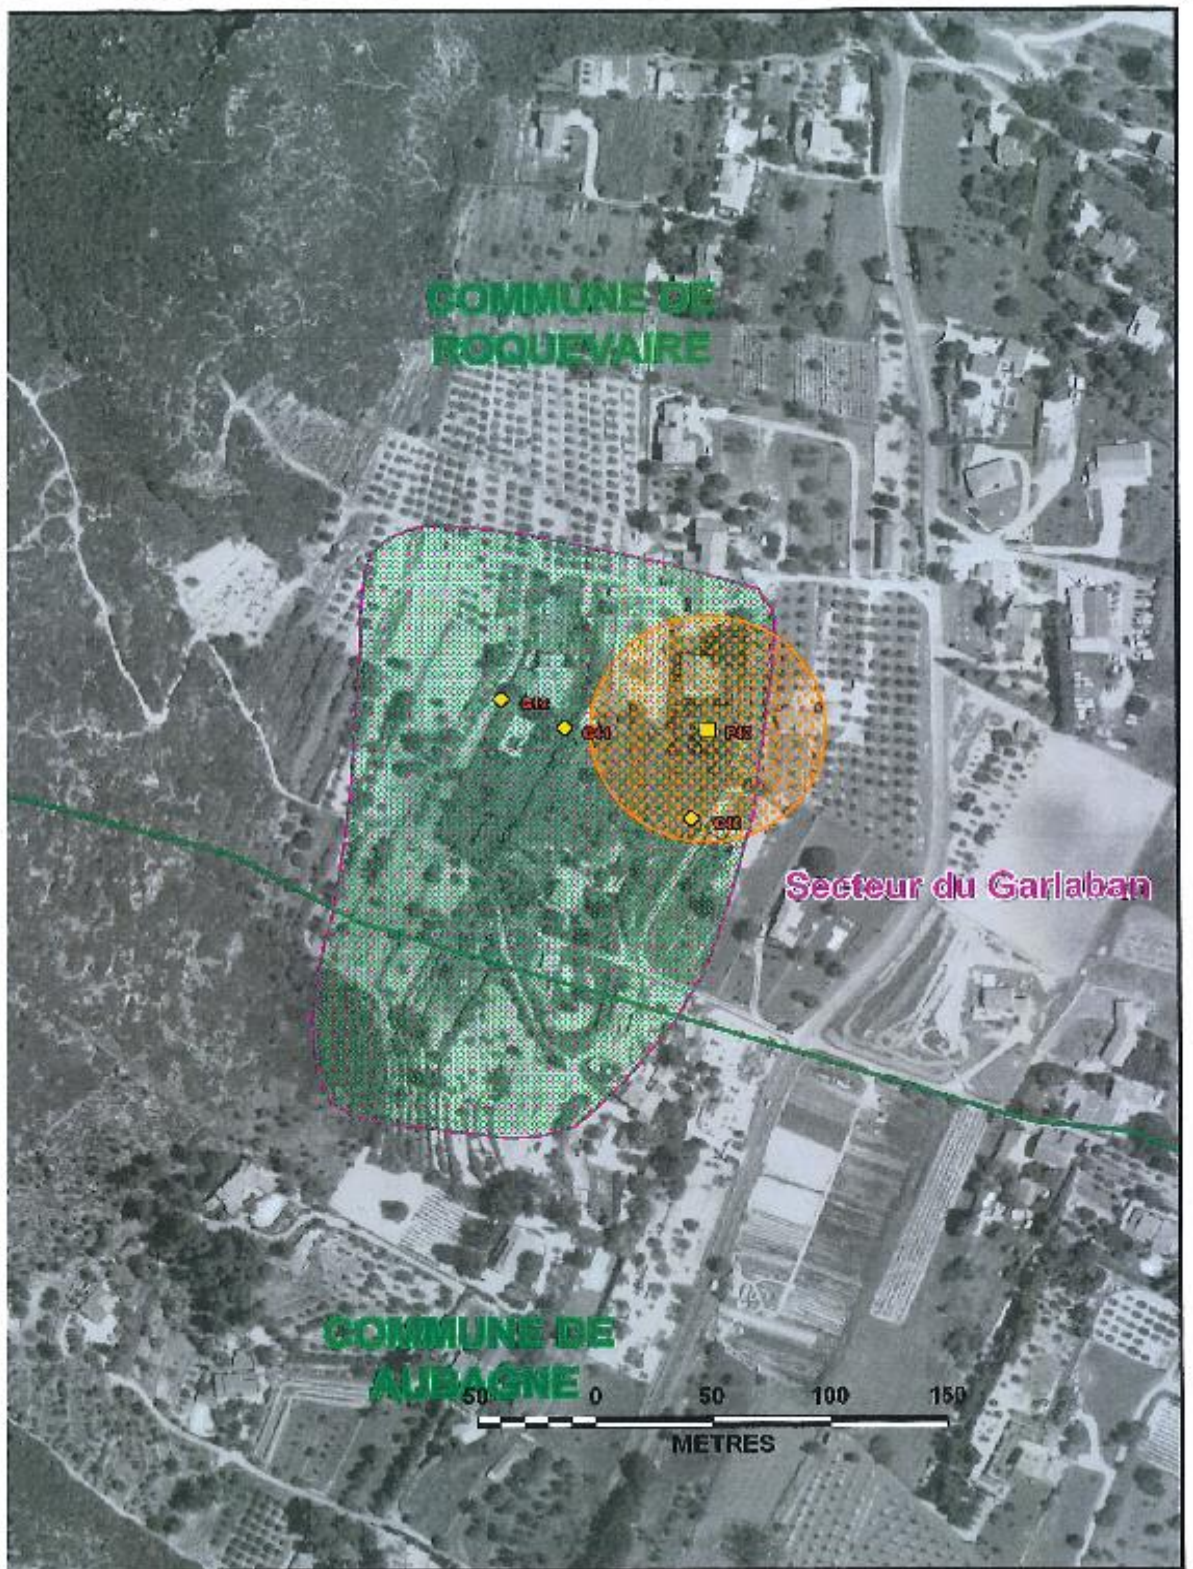 COMMUNE DE
ROQUEVAIRE
Secteur du Garlaban
COMMUNE DE
AUBAGNE
50 0 50 100 150
METRES